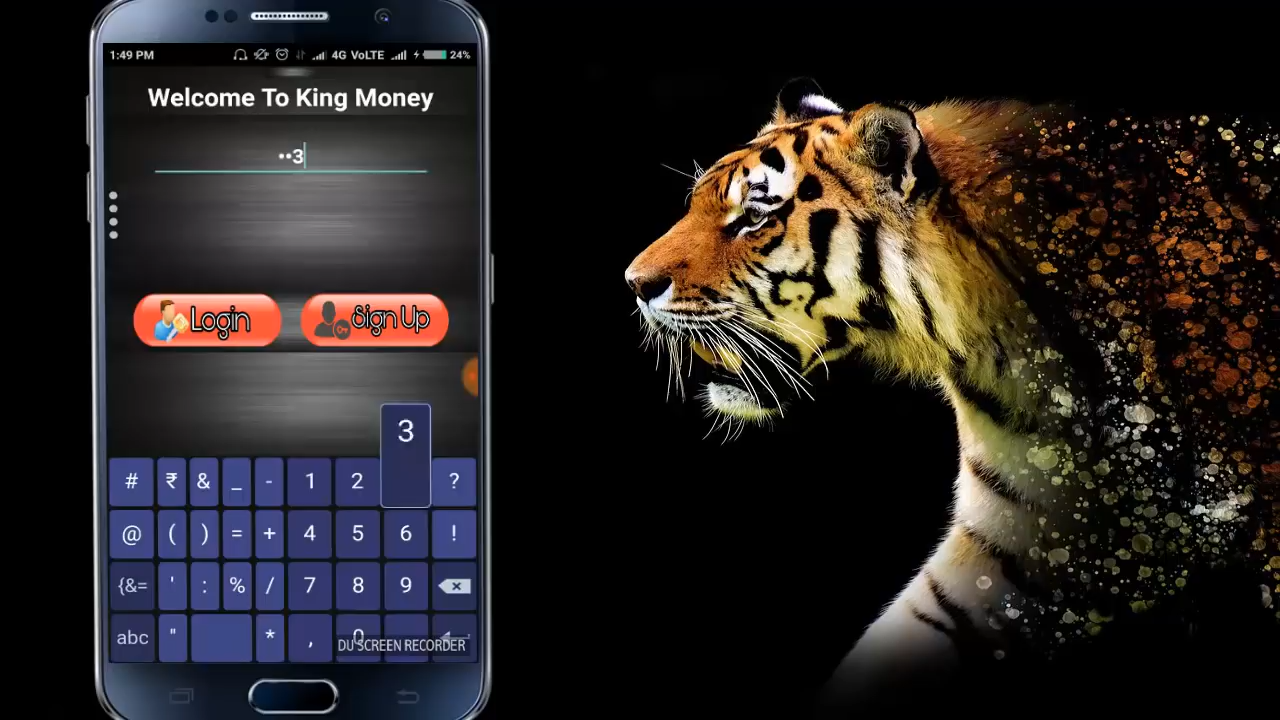 1:49 PM 4G VoLTE 24%
Welcome To King Money
••3
Login Sign Up
3
# ₹ & _ - 1 2 ?
@ ( ) = + 4 5 6 !
{&= ' : % / 7 8 9
abc " * , 0
DU SCREEN RECORDER